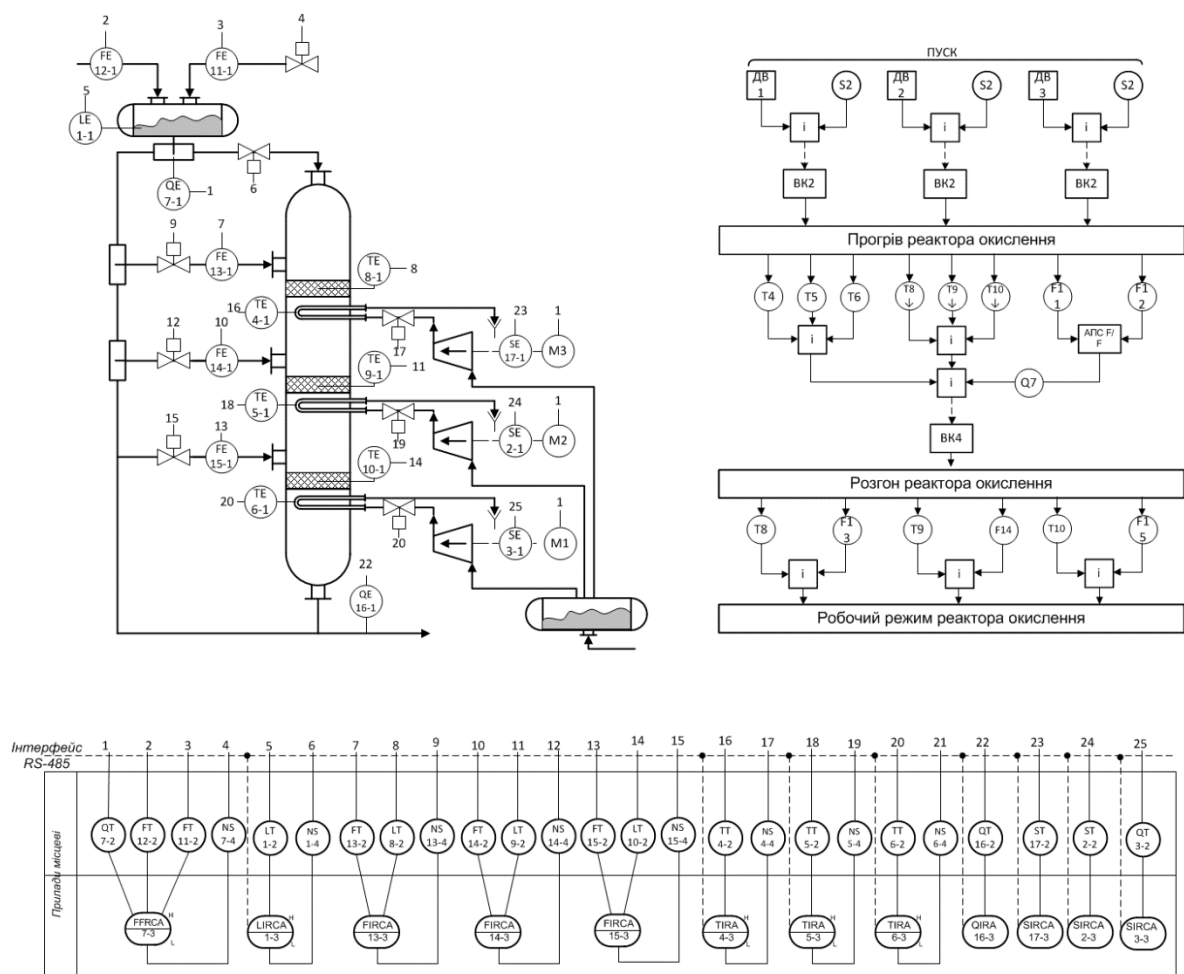 2
3
4
FE
12-1
FE
11-1
5
LE
1-1
QE
7-1
1
6
9
7
FE
13-1
TE
8-1
8
16
TE
4-1
17
23
1
SE
17-1
М3
12
10
FE
14-1
TE
9-1
11
18
TE
5-1
19
24
1
SE
2-1
М2
15
13
FE
15-1
TE
10-1
14
20
TE
6-1
20
25
1
SE
3-1
М1
22
QE
16-1
ПУСК
ДВ
1
S2
ДВ
2
S2
ДВ
3
S2
і
і
і
ВК2
ВК2
ВК2
Прогрів реактора окислення
Т4
Т5
Т6
Т8
↓
Т9
↓
Т10
↓
F1
1
F1
2
і
і
АПС F/
F
і
Q7
ВК4
Розгон реактора окислення
Т8
F1
3
Т9
F14
Т10
F1
5
і
і
і
Робочий режим реактора окислення
Інтерфейс
RS-485
1 2 3 4 5 6 7 8 9 10 11 12 13 14 15 16 17 18 19 20 21 22 23 24 25
Прилади місцеві
QT
7-2
FT
12-2
FT
11-2
NS
7-4
LT
1-2
NS
1-4
FT
13-2
LT
8-2
NS
13-4
FT
14-2
LT
9-2
NS
14-4
FT
15-2
LT
10-2
NS
15-4
TT
4-2
NS
4-4
TT
5-2
NS
5-4
TT
6-2
NS
6-4
QT
16-2
ST
17-2
ST
2-2
QT
3-2
FFRCA
7-3
H
L
LIRCA
1-3
H
L
FIRCA
13-3
FIRCA
14-3
FIRCA
15-3
TIRA
4-3
H
L
TIRA
5-3
H
L
TIRA
6-3
H
L
QIRA
16-3
SIRCA
17-3
SIRCA
2-3
SIRCA
3-3